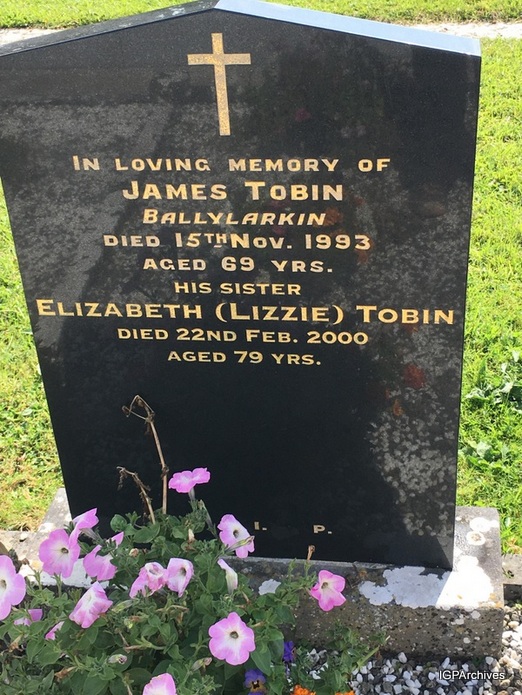 IN LOVING MEMORY OF
JAMES TOBIN
BALLYLARKIN
DIED 15TH NOV. 1993
AGED 69 YRS.
HIS SISTER
ELIZABETH (LIZZIE) TOBIN
DIED 22ND FEB. 2000
AGED 79 YRS.
I. P.
IGPArchives